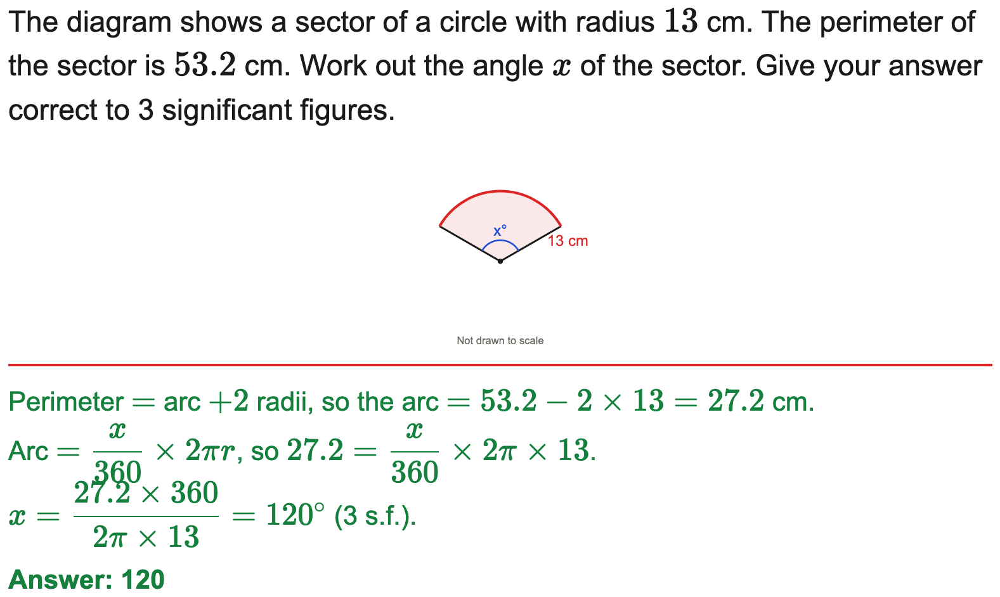 The diagram shows a sector of a circle with radius 13 cm. The perimeter of
the sector is 53.2 cm. Work out the angle x of the sector. Give your answer
correct to 3 significant figures.
x°
13 cm
Not drawn to scale
Perimeter = arc +2 radii, so the arc = 53.2 − 2 × 13 = 27.2 cm.
Arc = x/360 × 2πr, so 27.2 = x/360 × 2π × 13.
x = (27.2 × 360)/(2π × 13) = 120° (3 s.f.).
Answer: 120